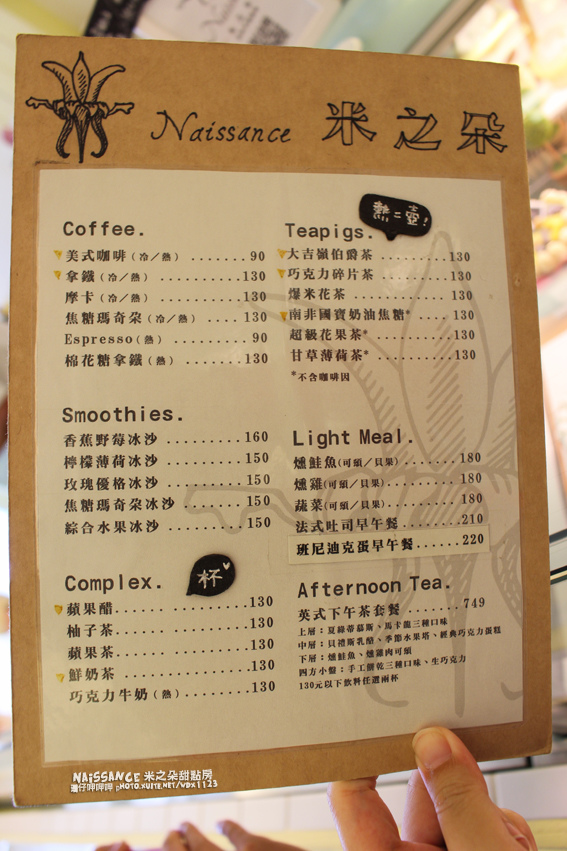 Naissance 米之朵
Coffee.
美式咖啡(冷／熱) ....... 90
拿鐵(冷／熱) ......... 130
摩卡(冷／熱) ......... 130
焦糖瑪奇朵(冷／熱) .... 130
Espresso(熱) .......... 90
棉花糖拿鐵(熱) ....... 130
Smoothies.
香蕉野莓冰沙 ......... 160
檸檬薄荷冰沙 ......... 150
玫瑰優格冰沙 ......... 150
焦糖瑪奇朵冰沙 ....... 150
綜合水果冰沙 ......... 150
Complex.
杯
蘋果醋...... ......... 130
柚子茶...... ......... 130
蘋果茶...... ......... 130
鮮奶茶 ............... 130
巧克力牛奶(熱) ....... 130
Teapigs.
熱=壺!
大吉嶺伯爵茶 ......... 130
巧克力碎片茶 ......... 130
爆米花茶 ............ 130
南非國寶奶油焦糖* .... 130
超級花果茶* .......... 130
甘草薄荷茶* .......... 130
*不含咖啡因
Light Meal.
燻鮭魚(可頌／貝果)....... 180
燻雞(可頌／貝果)......... 180
蔬菜(可頌／貝果)......... 180
法式吐司早午餐 ........ 210
班尼迪克蛋早午餐...... 220
Afternoon Tea.
英式下午茶套餐 ....... 749
上層：夏綠蒂慕斯、馬卡龍三種口味
中層：貝禮斯乳酪、季節水果塔、經典巧克力蛋糕
下層：燻鮭魚、燻雞肉可頌
四方小盤：手工餅乾三種口味、生巧克力
130元以下飲料任選兩杯
NAiSSANCE 米之朵甜點房
瀋仔呷呷呷 pHOTO.XUiTE.NET/WDX1123